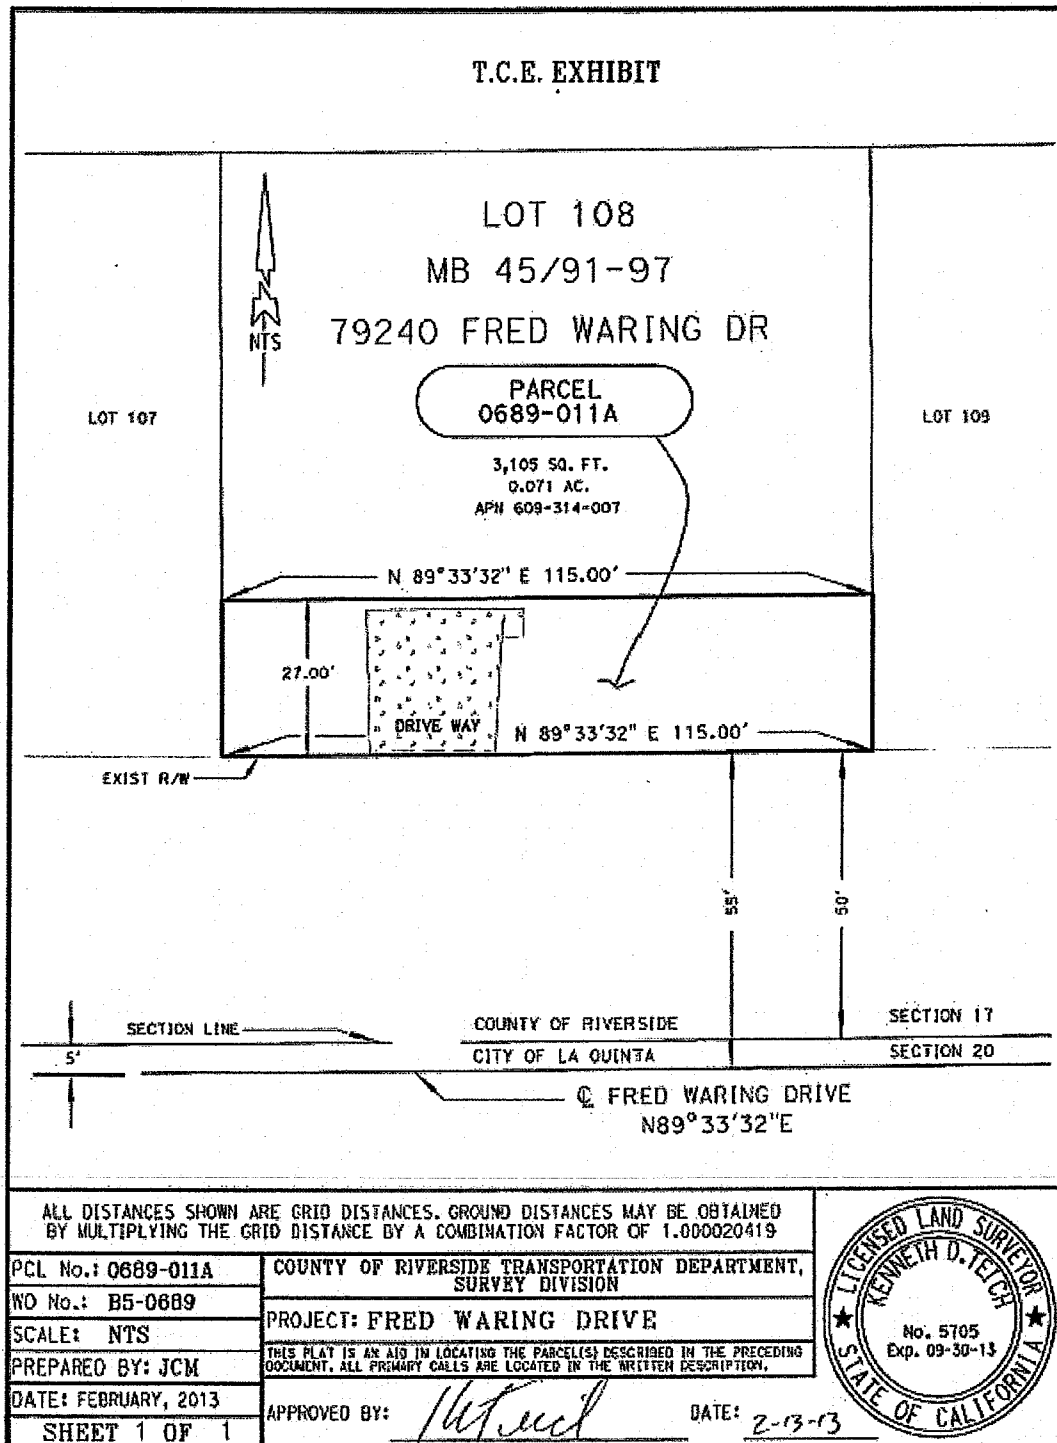 T.C.E. EXHIBIT
LOT 108
MB 45/91-97
79240 FRED WARING DR
NTS
PARCEL
0689-011A
LOT 107
LOT 109
3,105 SQ. FT.
0.071 AC.
APN 609-314-007
N 89°33'32" E 115.00'
27.00'
DRIVE WAY
N 89°33'32" E 115.00'
EXIST R/W
55'
50'
SECTION LINE
COUNTY OF RIVERSIDE
SECTION 17
5'
CITY OF LA QUINTA
SECTION 20
℄ FRED WARING DRIVE
N89°33'32"E
ALL DISTANCES SHOWN ARE GRID DISTANCES. GROUND DISTANCES MAY BE OBTAINED
BY MULTIPLYING THE GRID DISTANCE BY A COMBINATION FACTOR OF 1.000020419
PCL No.: 0689-011A
WO No.: B5-0689
SCALE: NTS
PREPARED BY: JCM
DATE: FEBRUARY, 2013
SHEET 1 OF 1
COUNTY OF RIVERSIDE TRANSPORTATION DEPARTMENT,
SURVEY DIVISION
PROJECT: FRED WARING DRIVE
THIS PLAT IS AN AID IN LOCATING THE PARCEL(S) DESCRIBED IN THE PRECEDING
DOCUMENT. ALL PRIMARY CALLS ARE LOCATED IN THE WRITTEN DESCRIPTION.
APPROVED BY:
DATE: 2-13-13
LICENSED LAND SURVEYOR
KENNETH D. TEICH
No. 5705
Exp. 09-30-13
STATE OF CALIFORNIA